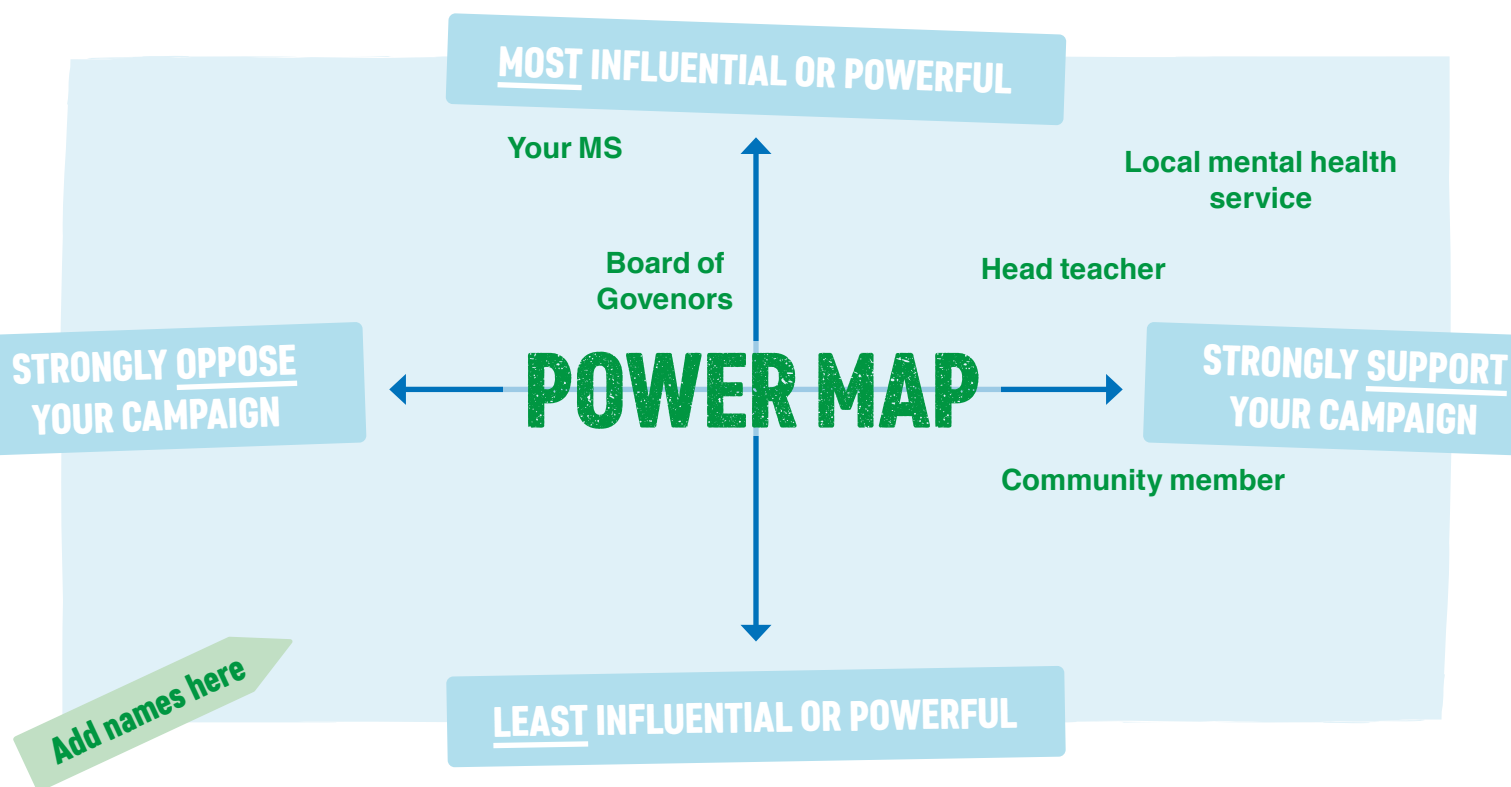 MOST INFLUENTIAL OR POWERFUL
Your MS
Local mental health
service
Board of
Govenors
Head teacher
STRONGLY OPPOSE
YOUR CAMPAIGN
POWER MAP
STRONGLY SUPPORT
YOUR CAMPAIGN
Community member
Add names here
LEAST INFLUENTIAL OR POWERFUL